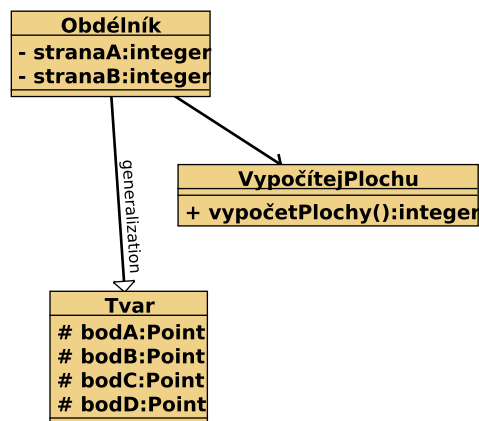 Obdélník
- stranaA:integer
- stranaB:integer
generalization
VypočítejPlochu
+ vypočetPlochy():integer
Tvar
# bodA:Point
# bodB:Point
# bodC:Point
# bodD:Point